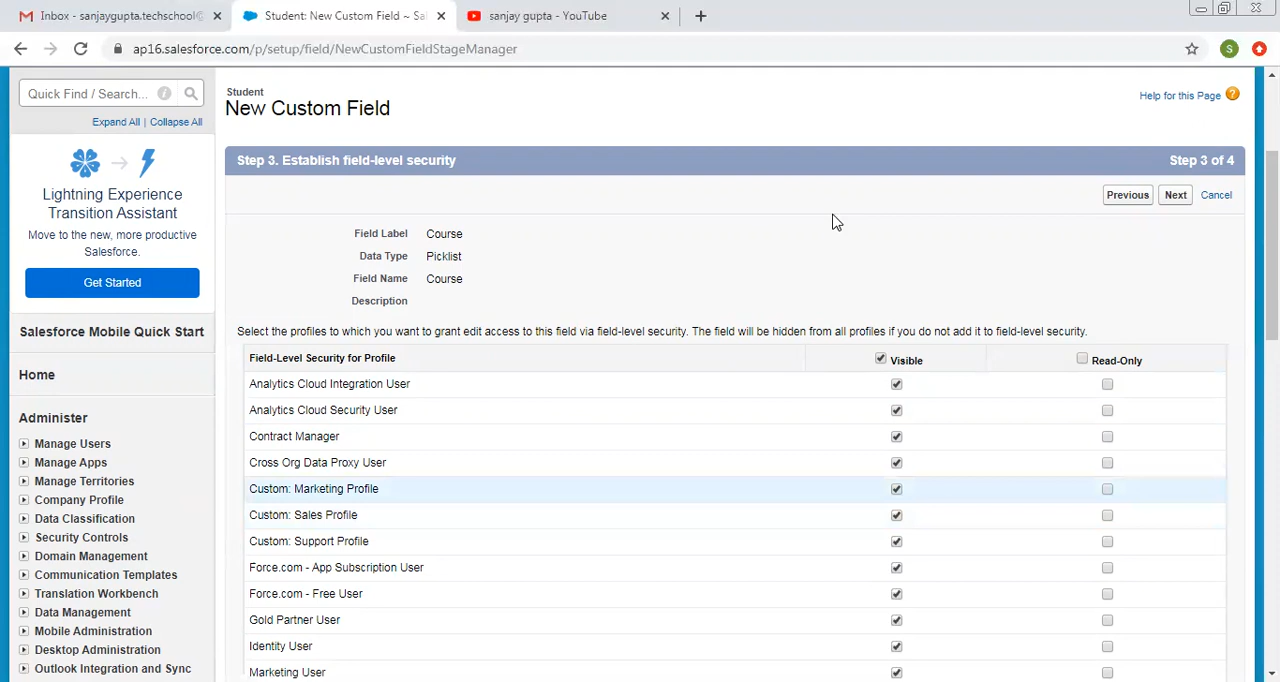 Inbox - sanjaygupta.techschool@
Student: New Custom Field ~ Sal
sanjay gupta - YouTube
ap16.salesforce.com/p/setup/field/NewCustomFieldStageManager
S
Quick Find / Search...
Expand All | Collapse All
Lightning Experience
Transition Assistant
Move to the new, more productive
Salesforce.
Get Started
Salesforce Mobile Quick Start
Home
Administer
Manage Users
Manage Apps
Manage Territories
Company Profile
Data Classification
Security Controls
Domain Management
Communication Templates
Translation Workbench
Data Management
Mobile Administration
Desktop Administration
Outlook Integration and Sync
Student
New Custom Field
Help for this Page ?
Step 3. Establish field-level security Step 3 of 4
Previous Next Cancel
Field Label Course
Data Type Picklist
Field Name Course
Description
Select the profiles to which you want to grant edit access to this field via field-level security. The field will be hidden from all profiles if you do not add it to field-level security.
Field-Level Security for Profile Visible Read-Only
Analytics Cloud Integration User
Analytics Cloud Security User
Contract Manager
Cross Org Data Proxy User
Custom: Marketing Profile
Custom: Sales Profile
Custom: Support Profile
Force.com - App Subscription User
Force.com - Free User
Gold Partner User
Identity User
Marketing User